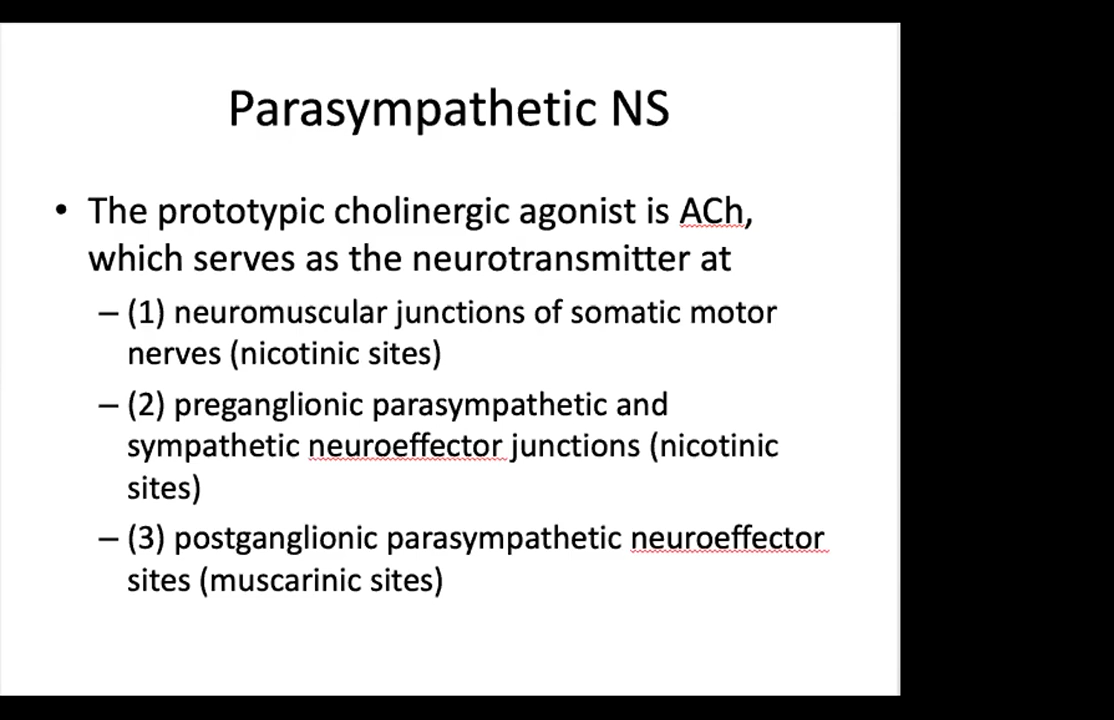 Parasympathetic NS
• The prototypic cholinergic agonist is ACh,
which serves as the neurotransmitter at
– (1) neuromuscular junctions of somatic motor
nerves (nicotinic sites)
– (2) preganglionic parasympathetic and
sympathetic neuroeffector junctions (nicotinic
sites)
– (3) postganglionic parasympathetic neuroeffector
sites (muscarinic sites)